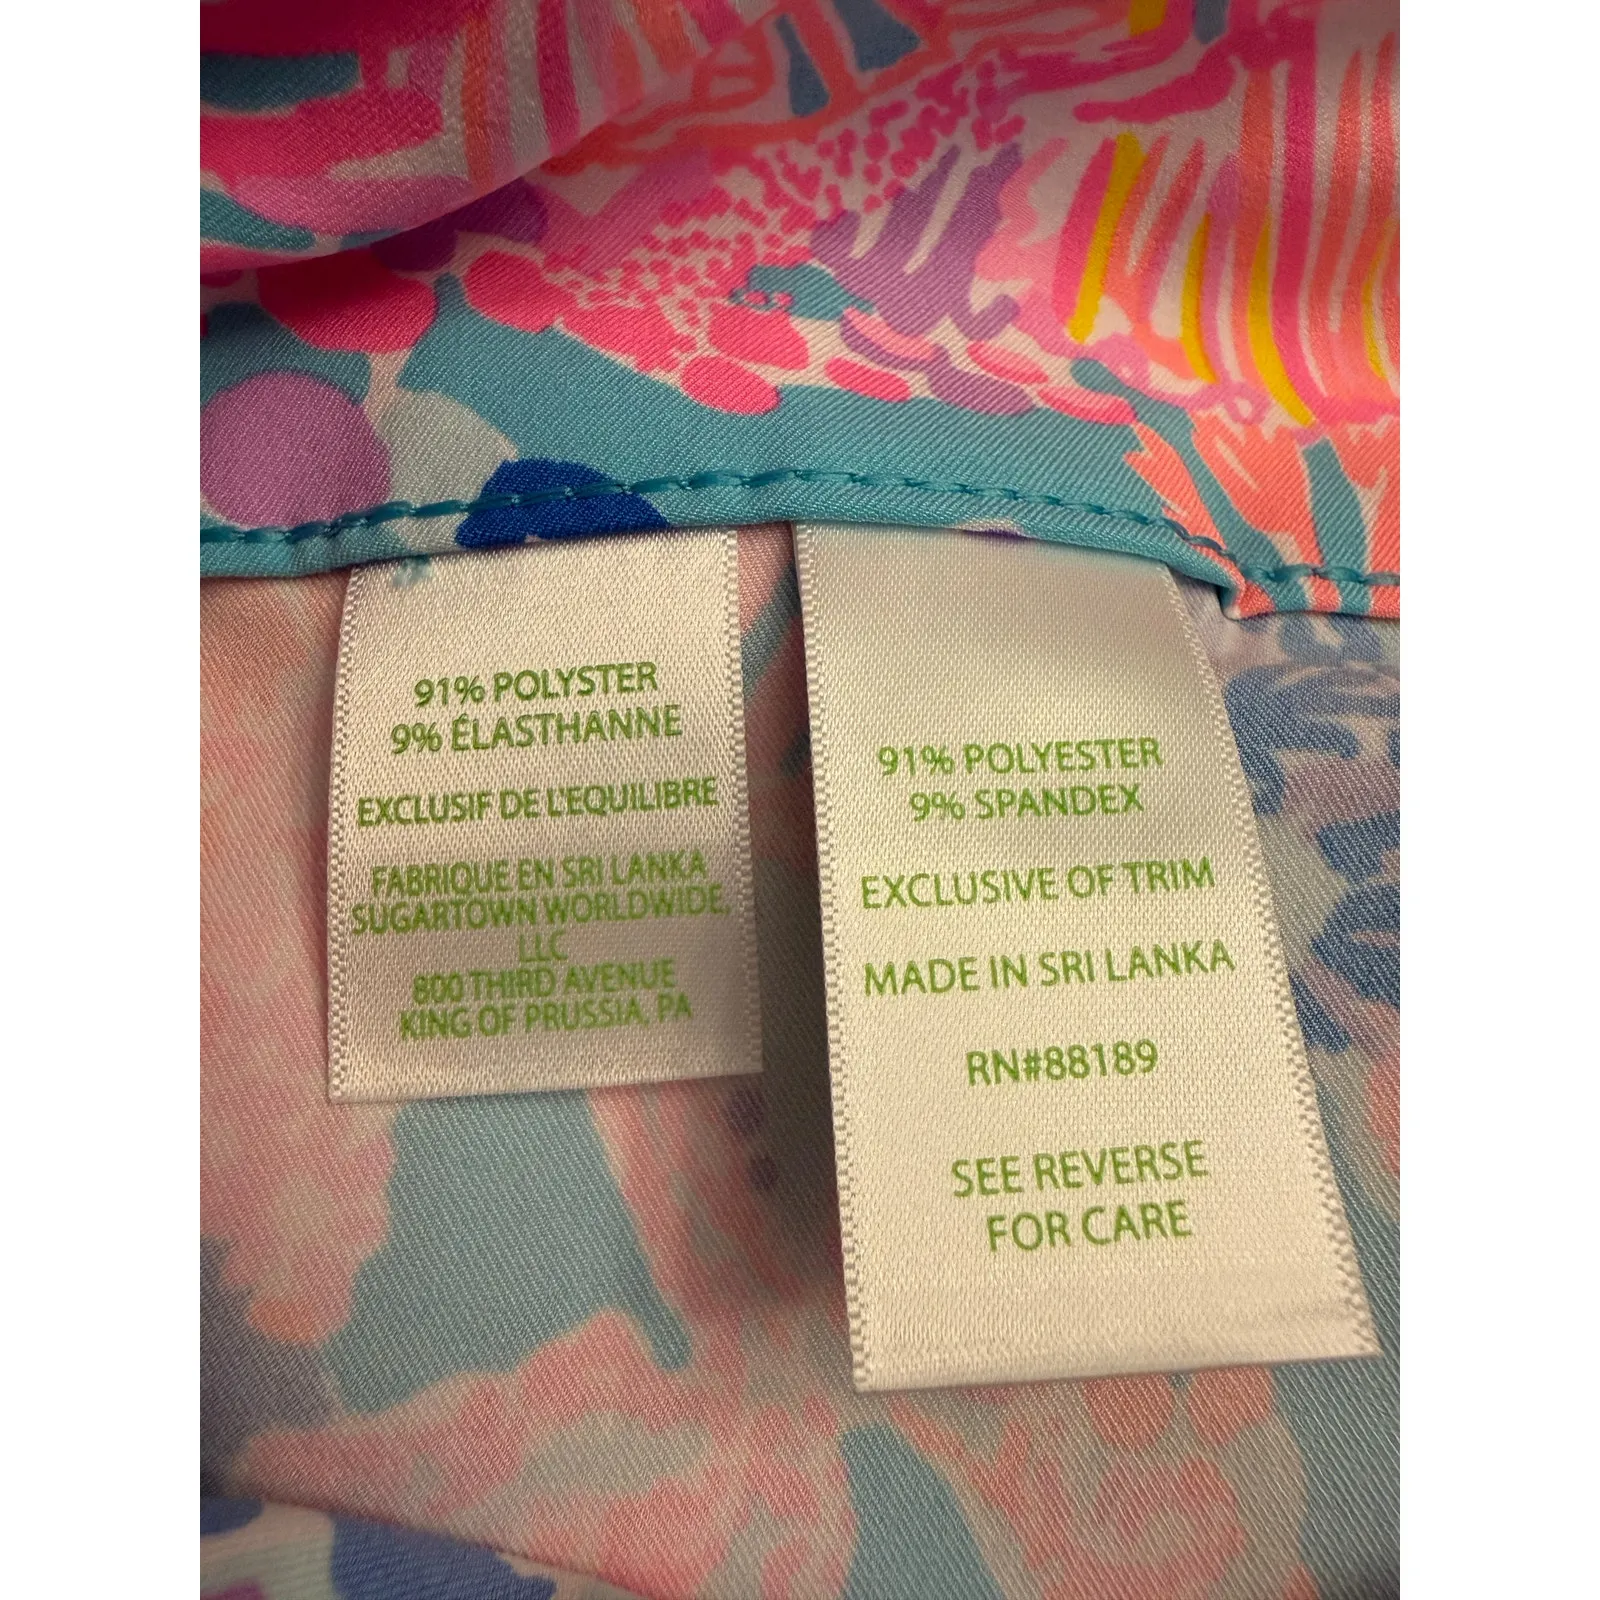 91% POLYSTER
9% ÉLASTHANNE
EXCLUSIF DE L'EQUILIBRE
FABRIQUE EN SRI LANKA
SUGARTOWN WORLDWIDE,
LLC
800 THIRD AVENUE
KING OF PRUSSIA, PA
91% POLYESTER
9% SPANDEX
EXCLUSIVE OF TRIM
MADE IN SRI LANKA
RN#88189
SEE REVERSE
FOR CARE